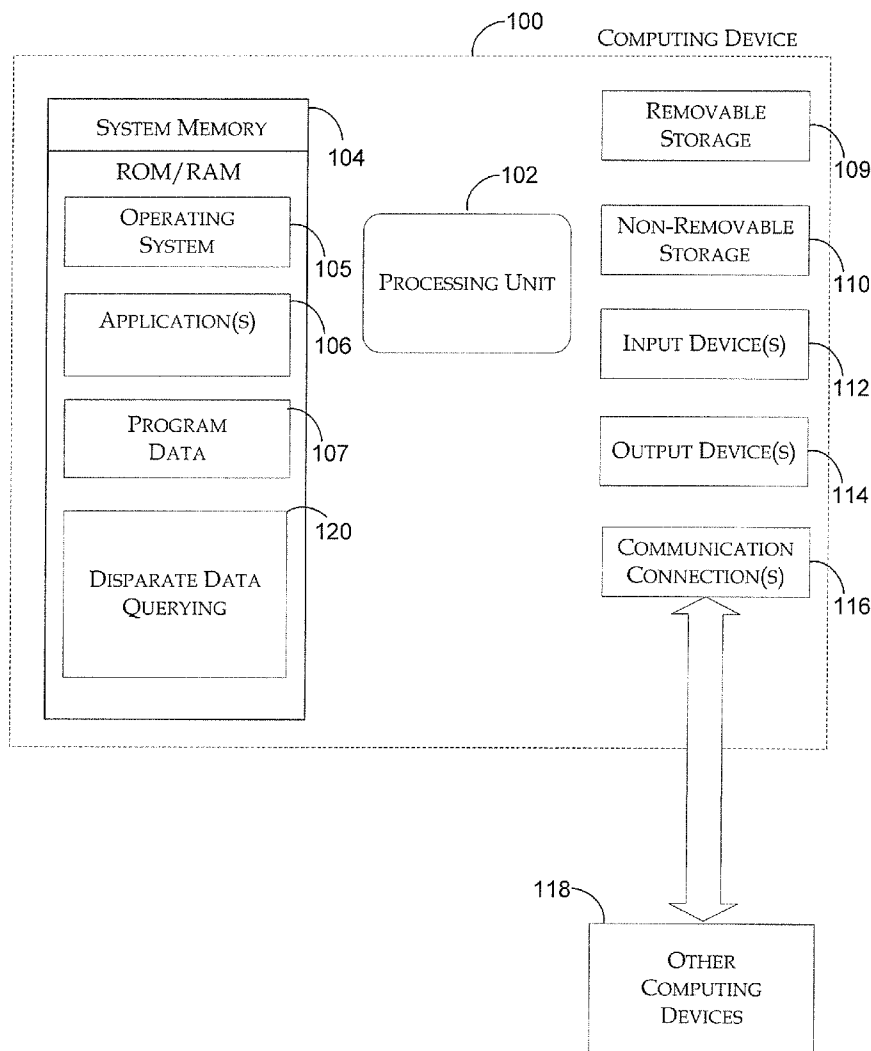 100
COMPUTING DEVICE
SYSTEM MEMORY
104
ROM/RAM
OPERATING
SYSTEM
105
APPLICATION(S)
106
PROGRAM
DATA
107
120
DISPARATE DATA
QUERYING
102
PROCESSING UNIT
REMOVABLE
STORAGE
109
NON-REMOVABLE
STORAGE
110
INPUT DEVICE(S)
112
OUTPUT DEVICE(S)
114
COMMUNICATION
CONNECTION(S)
116
118
OTHER
COMPUTING
DEVICES